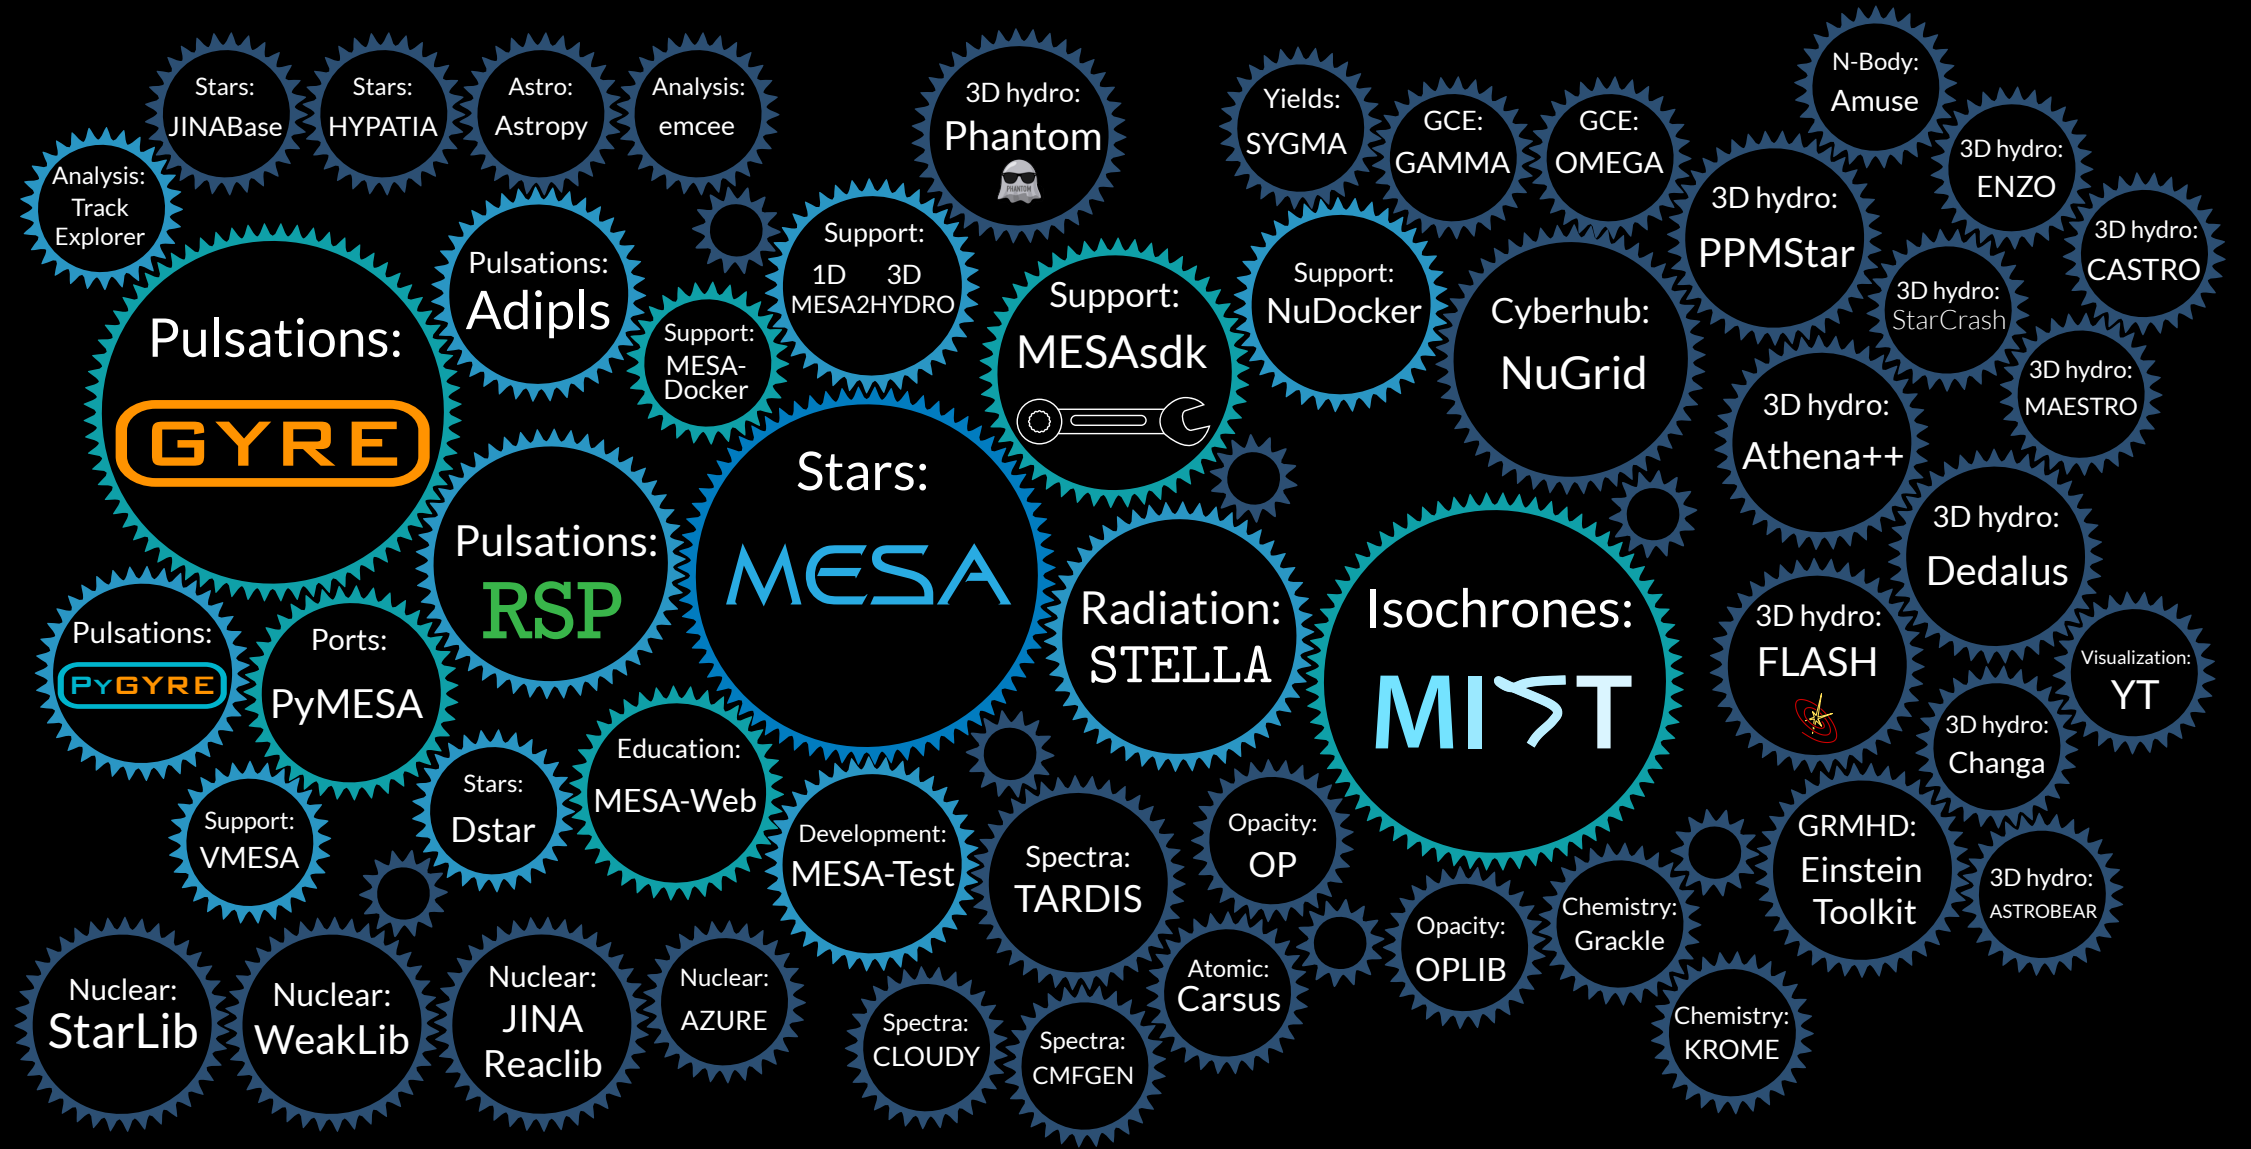 Stars:
JINABase
Stars:
HYPATIA
Astro:
Astropy
Analysis:
emcee
3D hydro:
Phantom
PHANTOM
Yields:
SYGMA
GCE:
GAMMA
GCE:
OMEGA
N-Body:
Amuse
3D hydro:
ENZO
Analysis:
Track
Explorer
Pulsations:
Adipls
Support:
1D 3D
MESA2HYDRO
Support:
MESAsdk
Support:
NuDocker
Cyberhub:
NuGrid
3D hydro:
PPMStar
3D hydro:
StarCrash
3D hydro:
CASTRO
Pulsations:
GYRE
Support:
MESA-
Docker
3D hydro:
Athena++
3D hydro:
MAESTRO
Pulsations:
RSP
Stars:
MESA
Radiation:
STELLA
Isochrones:
MIST
3D hydro:
Dedalus
3D hydro:
FLASH
Visualization:
YT
Pulsations:
PYGYRE
Ports:
PyMESA
3D hydro:
Changa
Support:
VMESA
Stars:
Dstar
Education:
MESA-Web
Development:
MESA-Test
Spectra:
TARDIS
Opacity:
OP
GRMHD:
Einstein
Toolkit
3D hydro:
ASTROBEAR
Opacity:
OPLIB
Chemistry:
Grackle
Nuclear:
StarLib
Nuclear:
WeakLib
Nuclear:
JINA
Reaclib
Nuclear:
AZURE
Spectra:
CLOUDY
Spectra:
CMFGEN
Atomic:
Carsus
Chemistry:
KROME